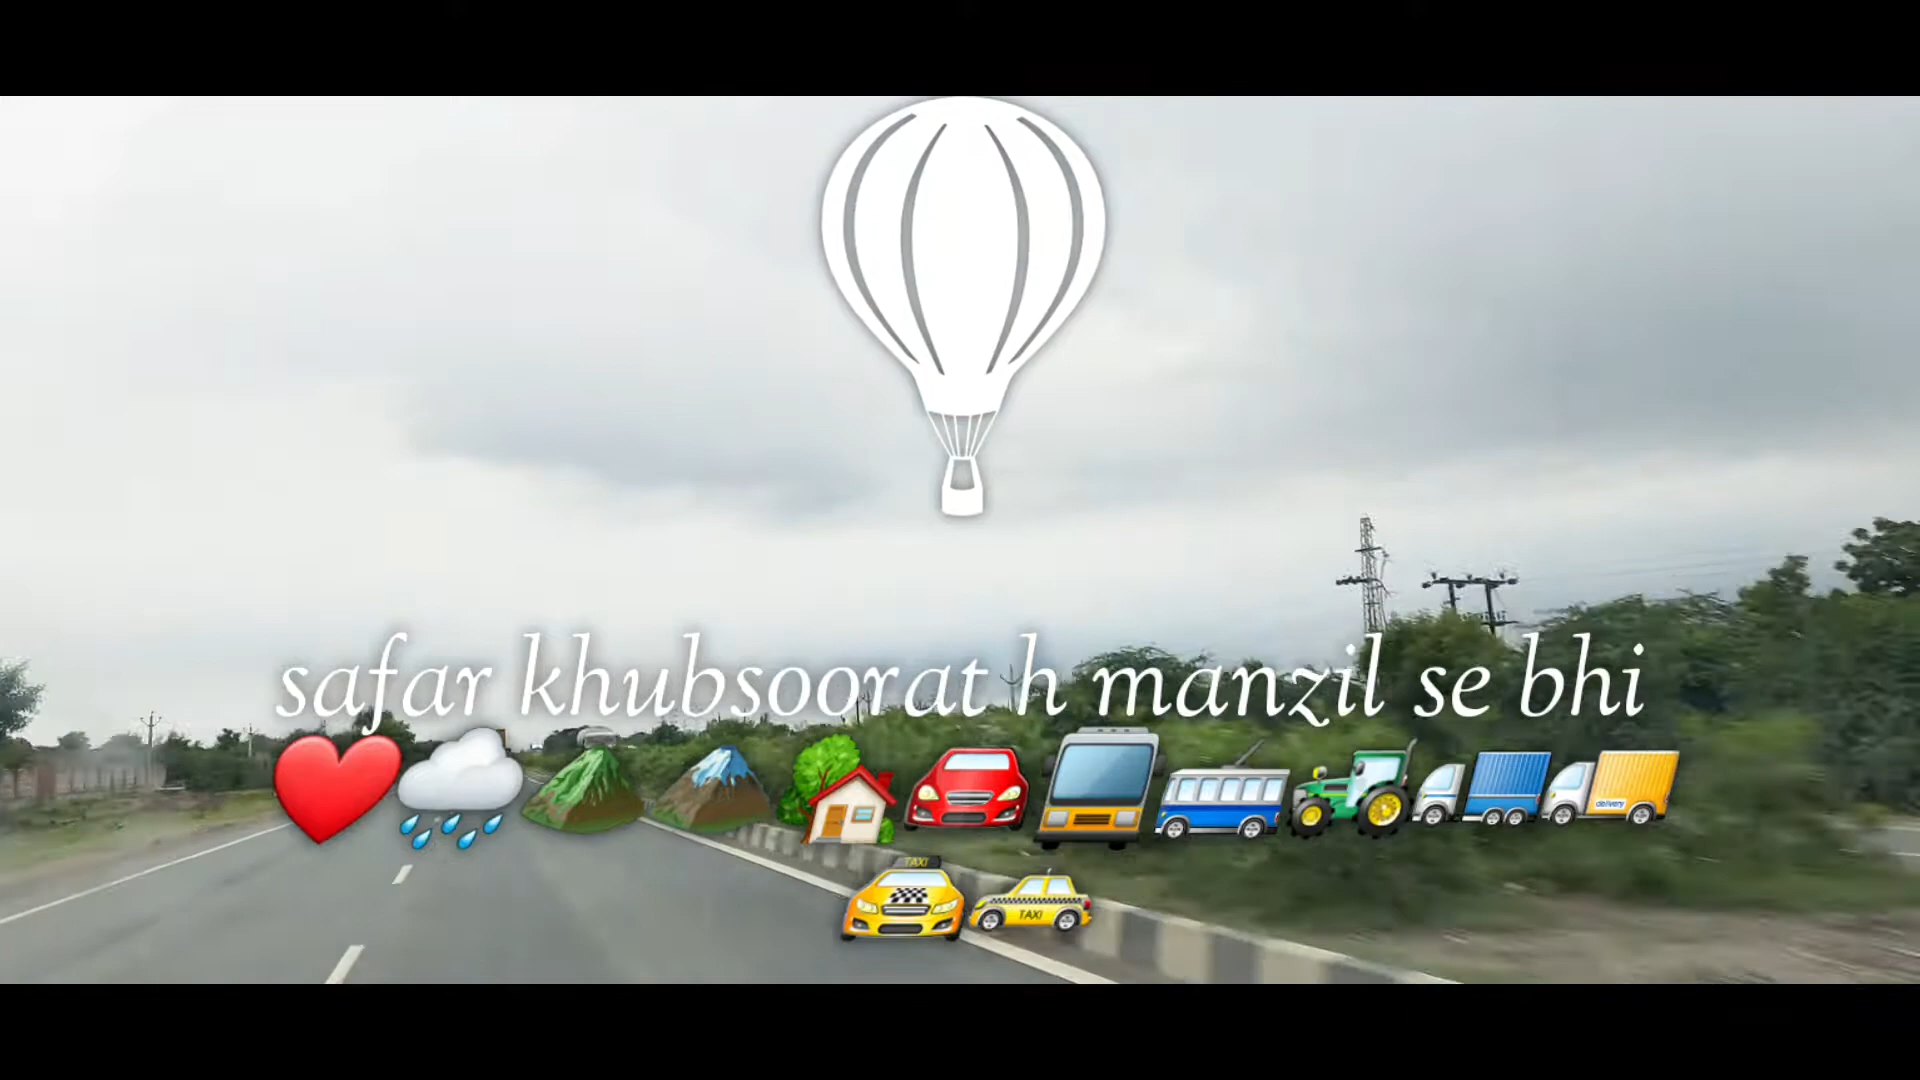 safar khubsoorat h manzil se bhi
❤️🌧️⛰️🏔️🏡🚘🚍🚎🚜🚛🚚
🚖🚕